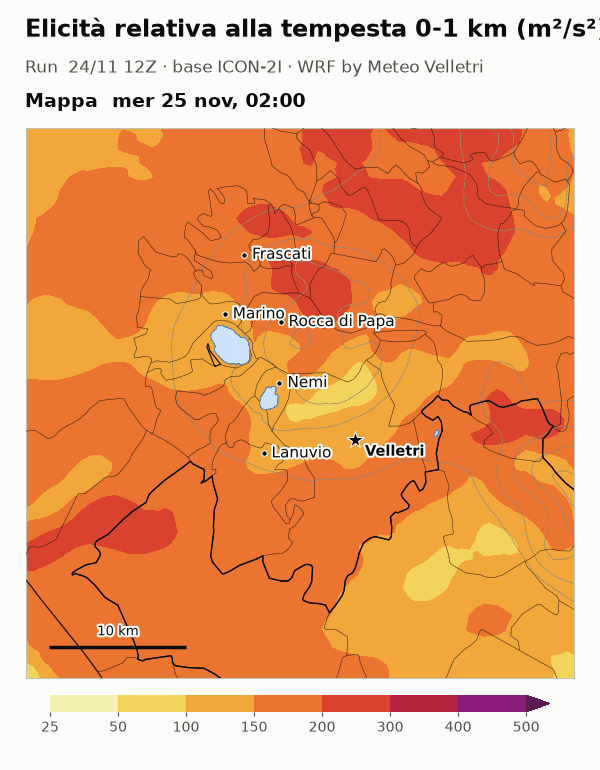 Elicità relativa alla tempesta 0-1 km (m²/s²)
Run  24/11 12Z · base ICON-2I · WRF by Meteo Velletri
Mappa  mer 25 nov, 02:00
Frascati
Marino
Rocca di Papa
Nemi
Velletri
Lanuvio
10 km
25 50 100 150 200 300 400 500